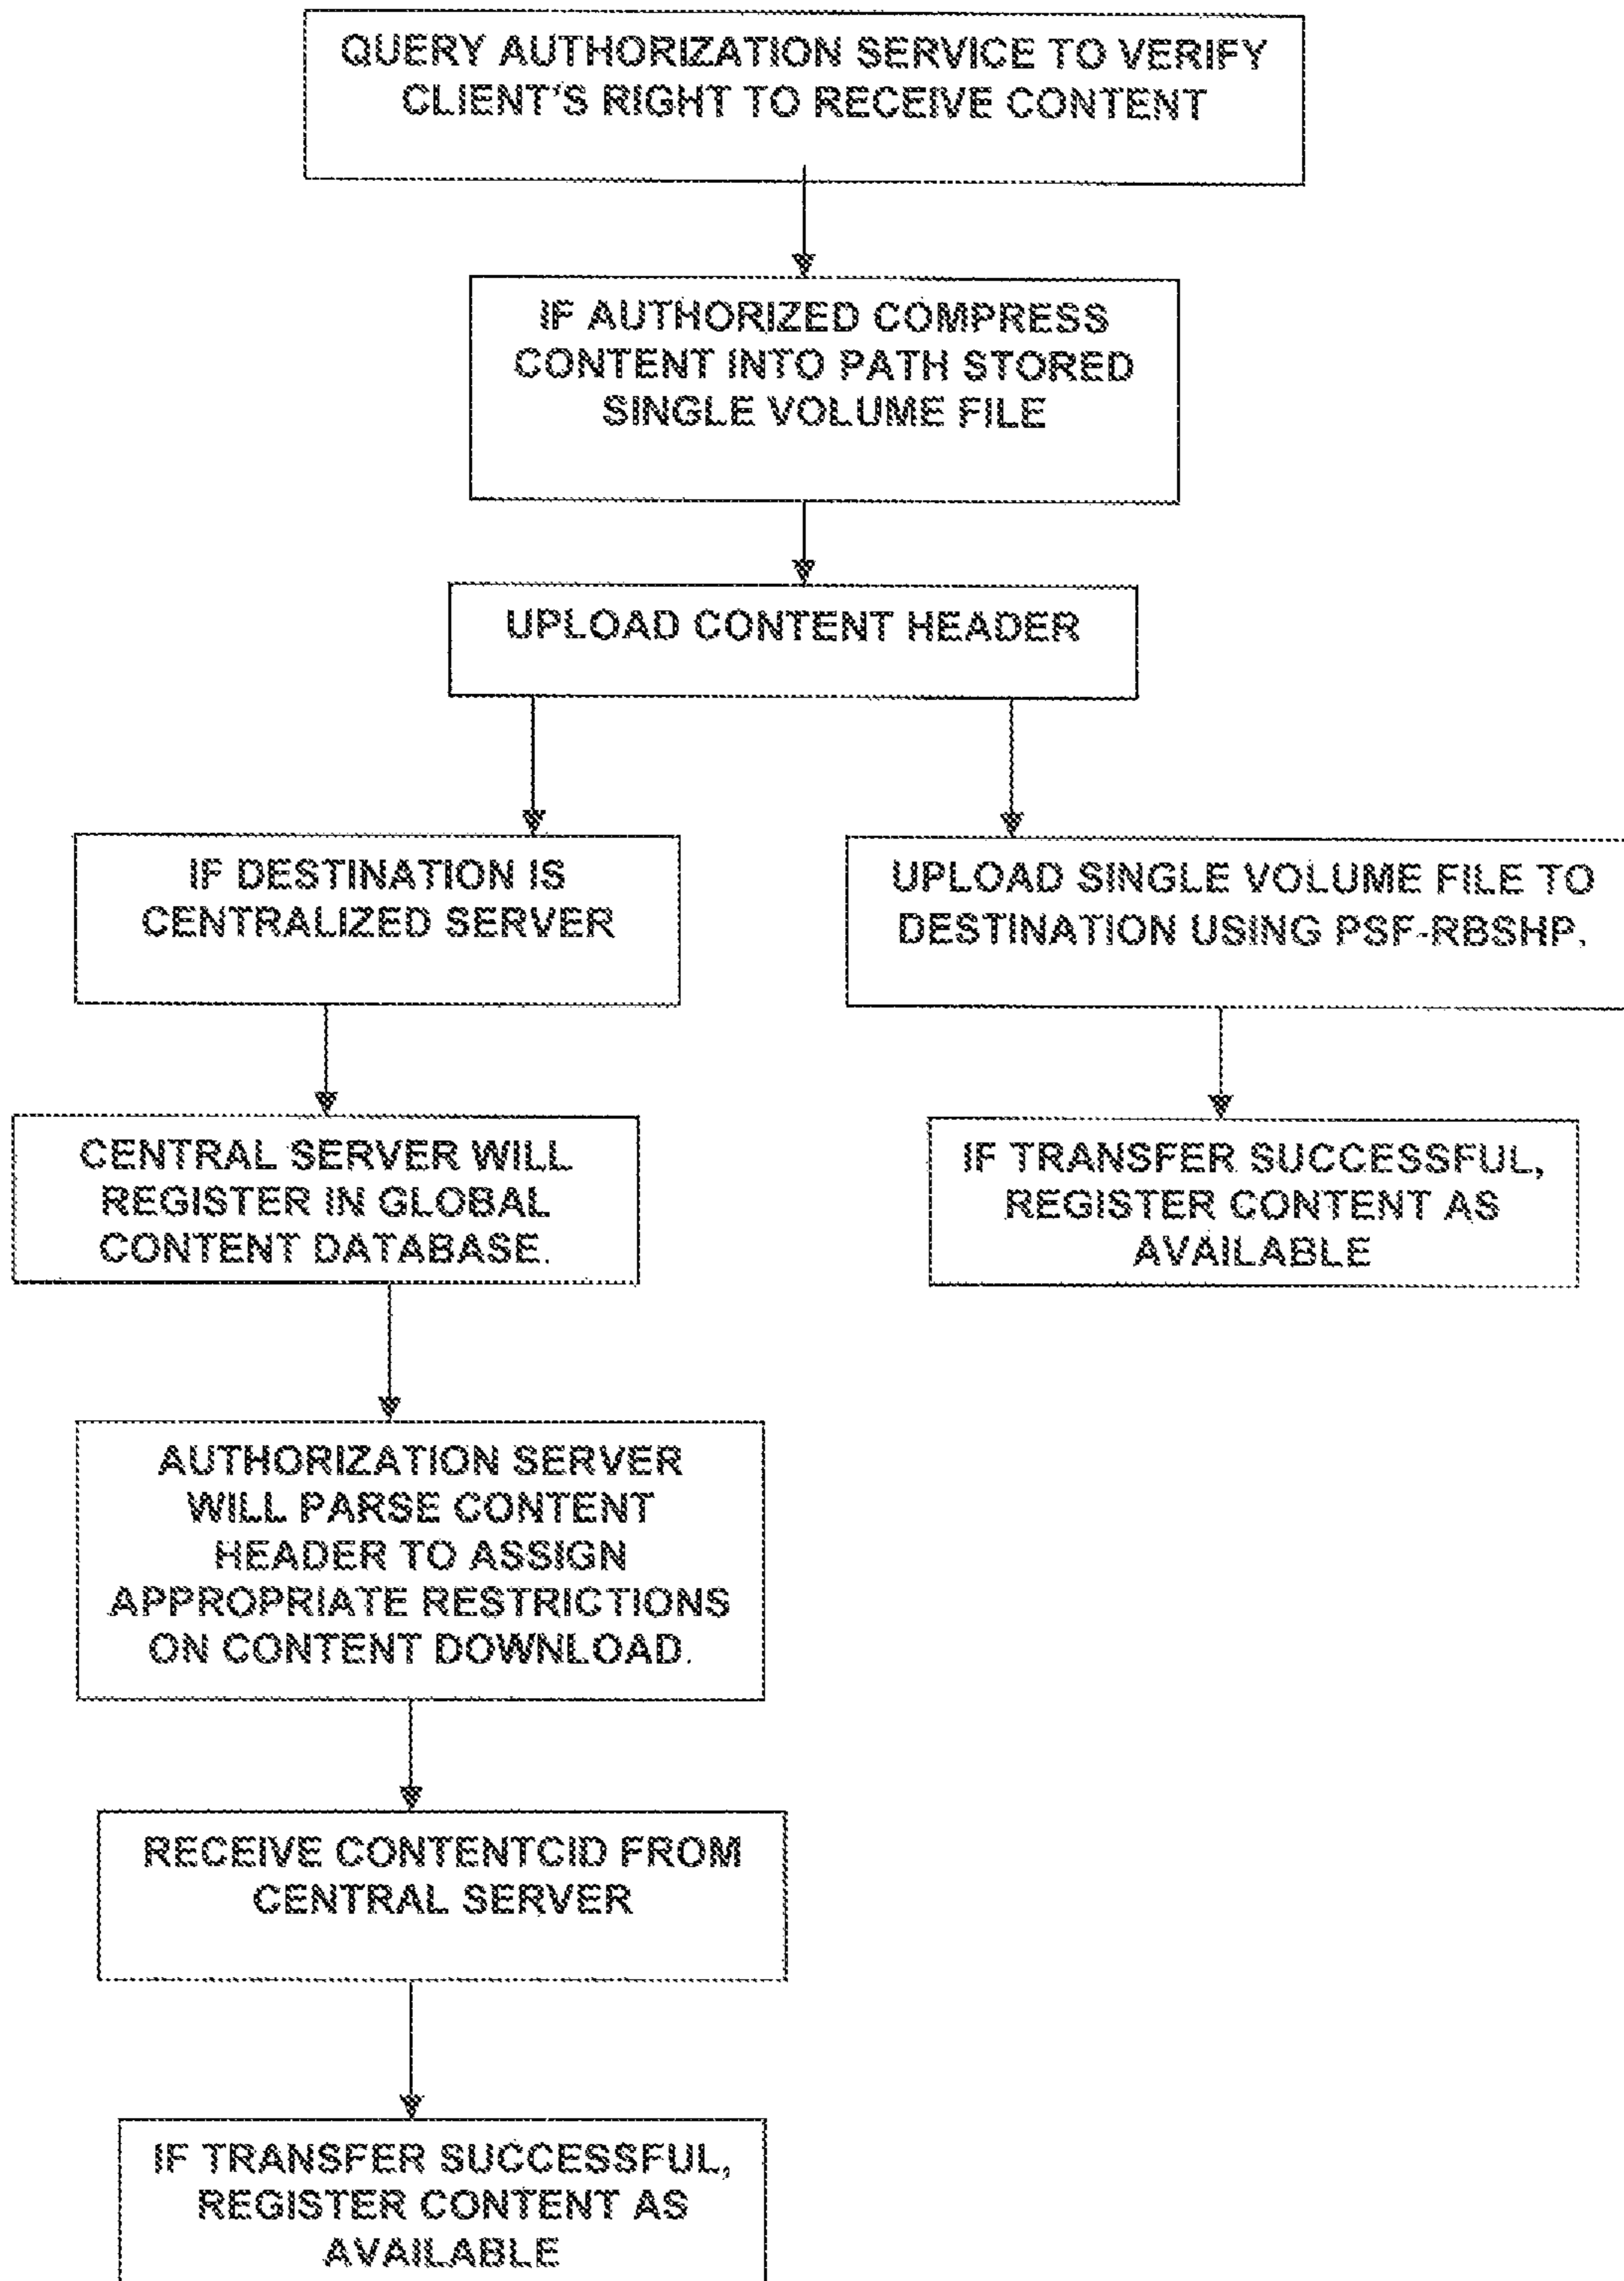 QUERY AUTHORIZATION SERVICE TO VERIFY
CLIENT'S RIGHT TO RECEIVE CONTENT
IF AUTHORIZED COMPRESS
CONTENT INTO PATH STORED
SINGLE VOLUME FILE
UPLOAD CONTENT HEADER
IF DESTINATION IS
CENTRALIZED SERVER
UPLOAD SINGLE VOLUME FILE TO
DESTINATION USING PSF-RBSHP.
CENTRAL SERVER WILL
REGISTER IN GLOBAL
CONTENT DATABASE.
IF TRANSFER SUCCESSFUL,
REGISTER CONTENT AS
AVAILABLE
AUTHORIZATION SERVER
WILL PARSE CONTENT
HEADER TO ASSIGN
APPROPRIATE RESTRICTIONS
ON CONTENT DOWNLOAD.
RECEIVE CONTENTCID FROM
CENTRAL SERVER
IF TRANSFER SUCCESSFUL,
REGISTER CONTENT AS
AVAILABLE